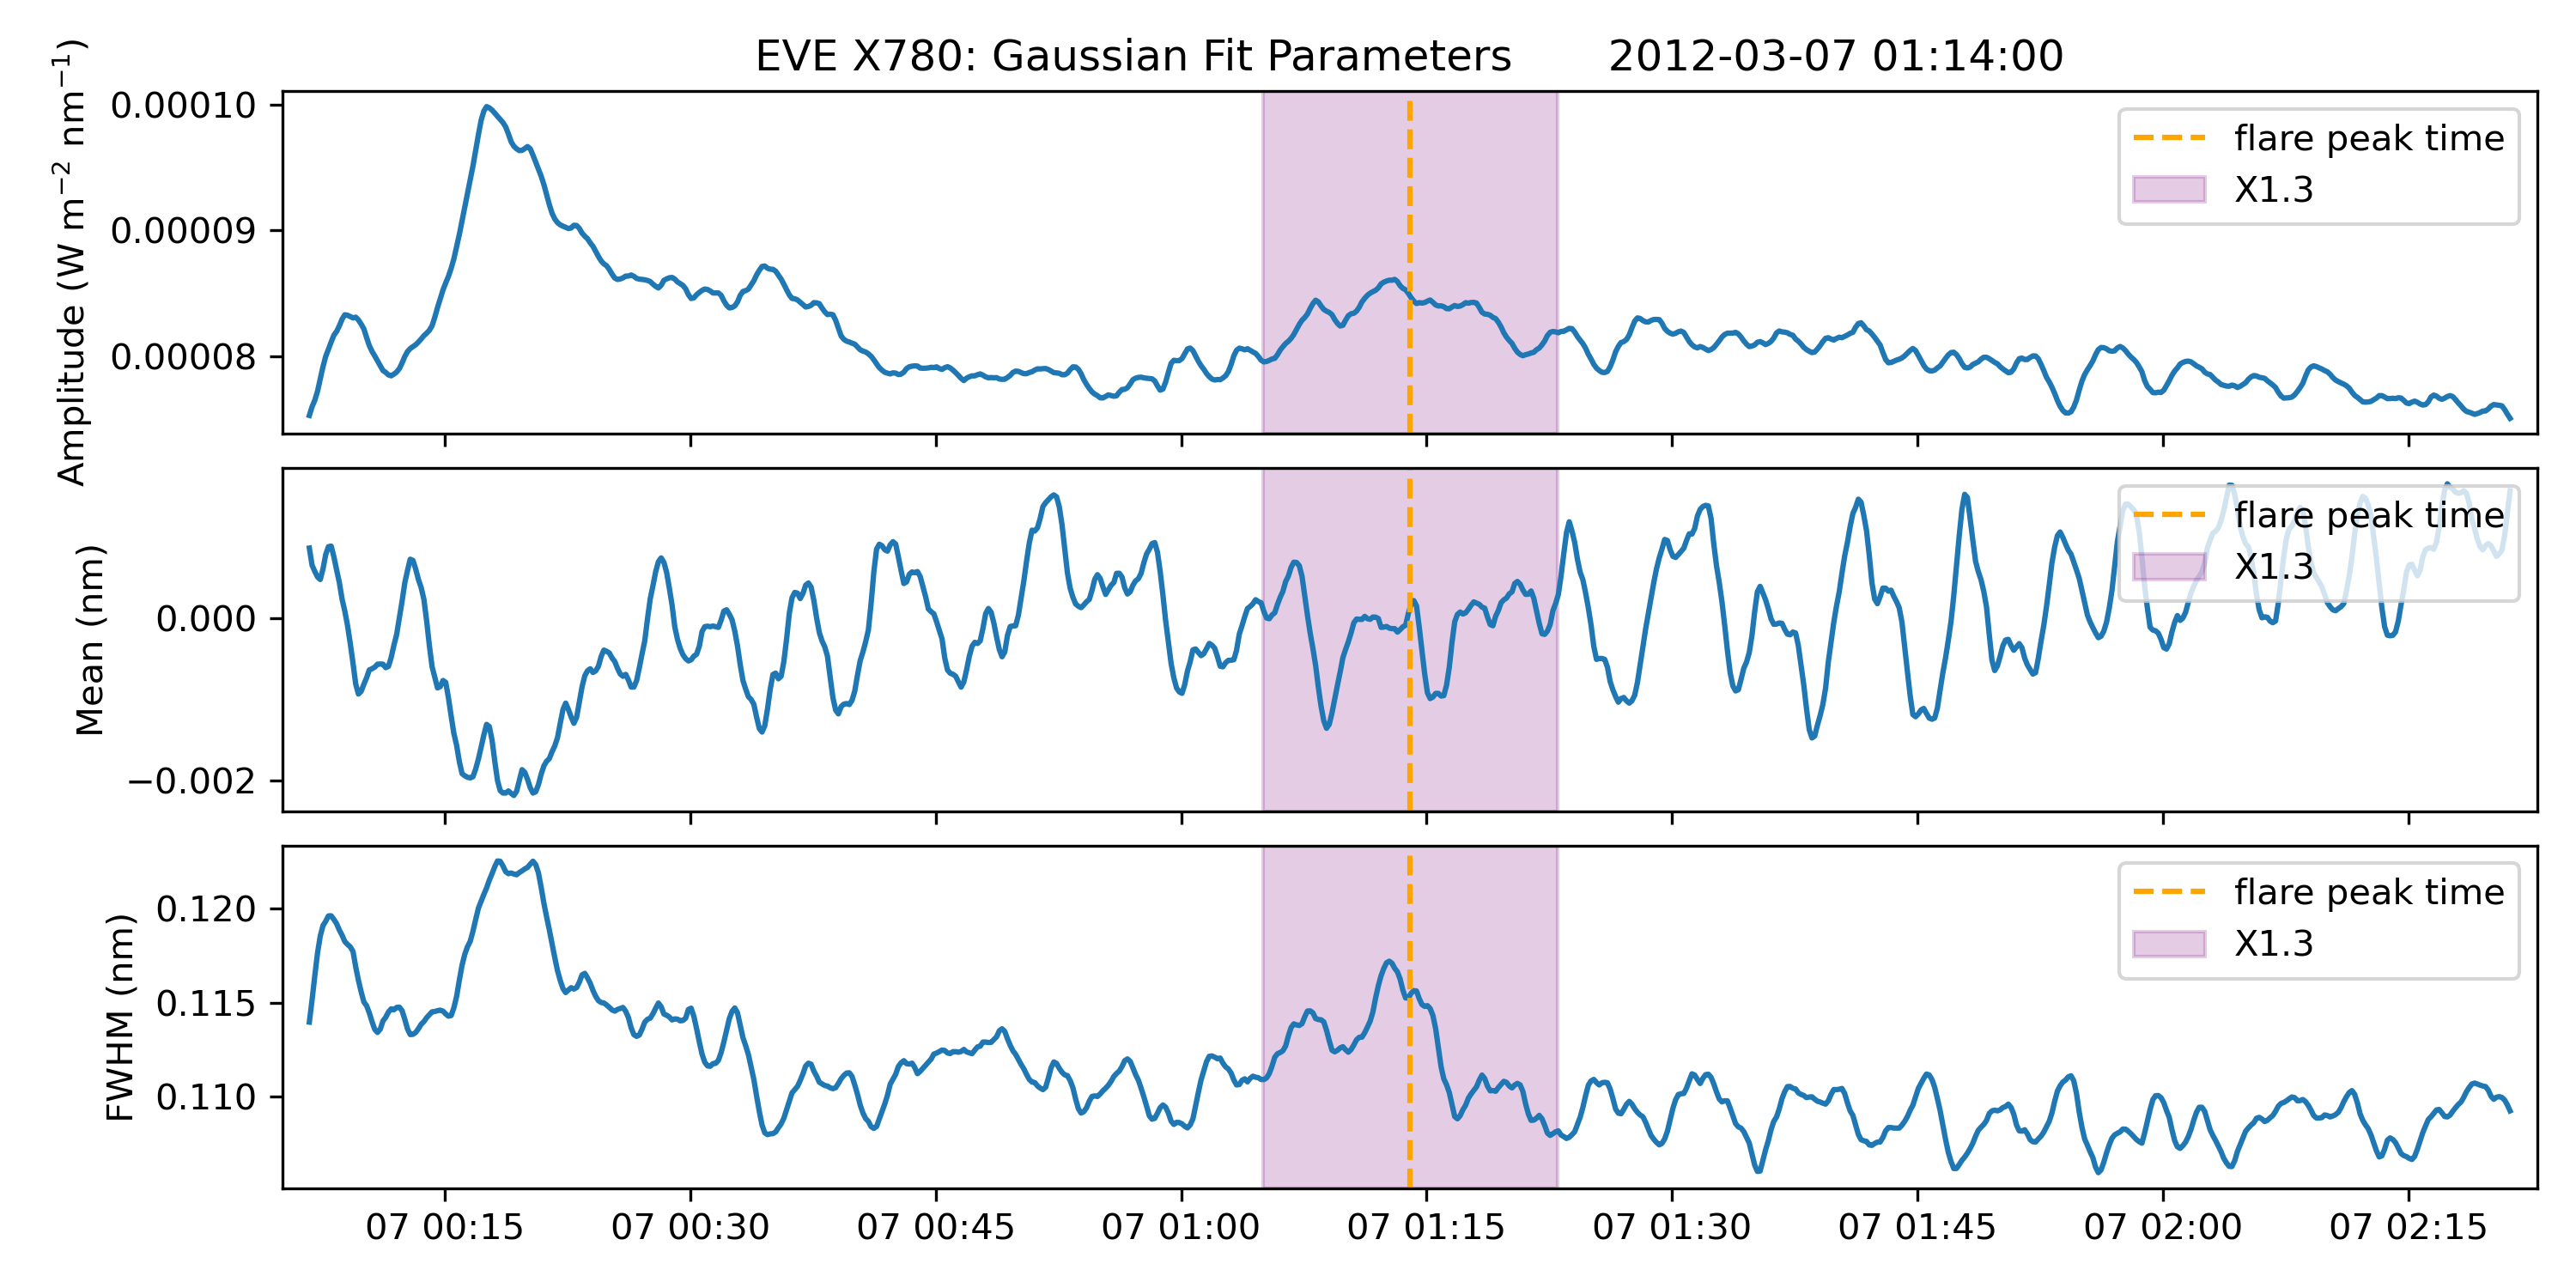 EVE X780: Gaussian Fit Parameters 2012-03-07 01:14:00
Amplitude (W m⁻² nm⁻¹)
0.00010
0.00009
0.00008
flare peak time
X1.3
Mean (nm)
0.000
−0.002
flare peak time
X1.3
FWHM (nm)
0.120
0.115
0.110
flare peak time
X1.3
07 00:15 07 00:30 07 00:45 07 01:00 07 01:15 07 01:30 07 01:45 07 02:00 07 02:15